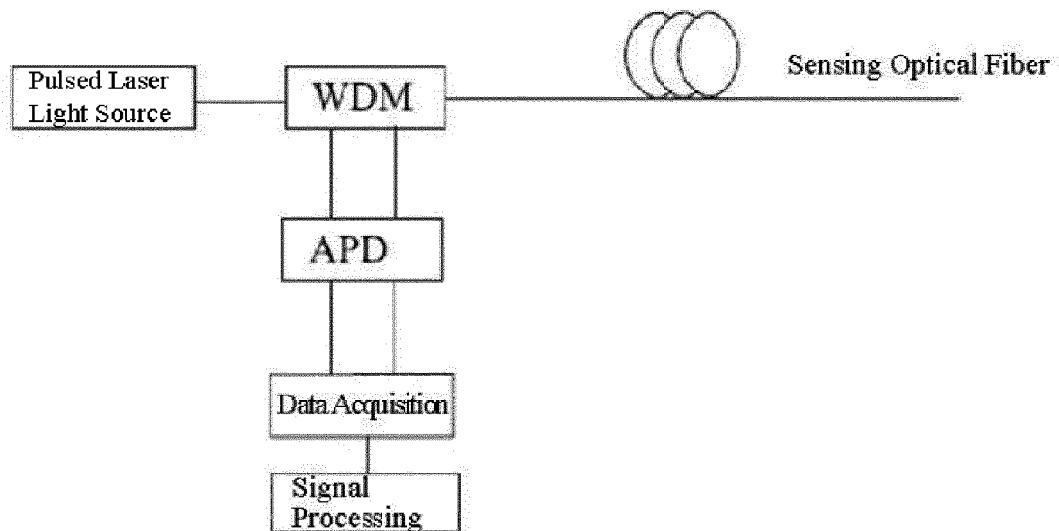 Pulsed Laser
Light Source
WDM
Sensing Optical Fiber
APD
Data Acquisition
Signal
Processing